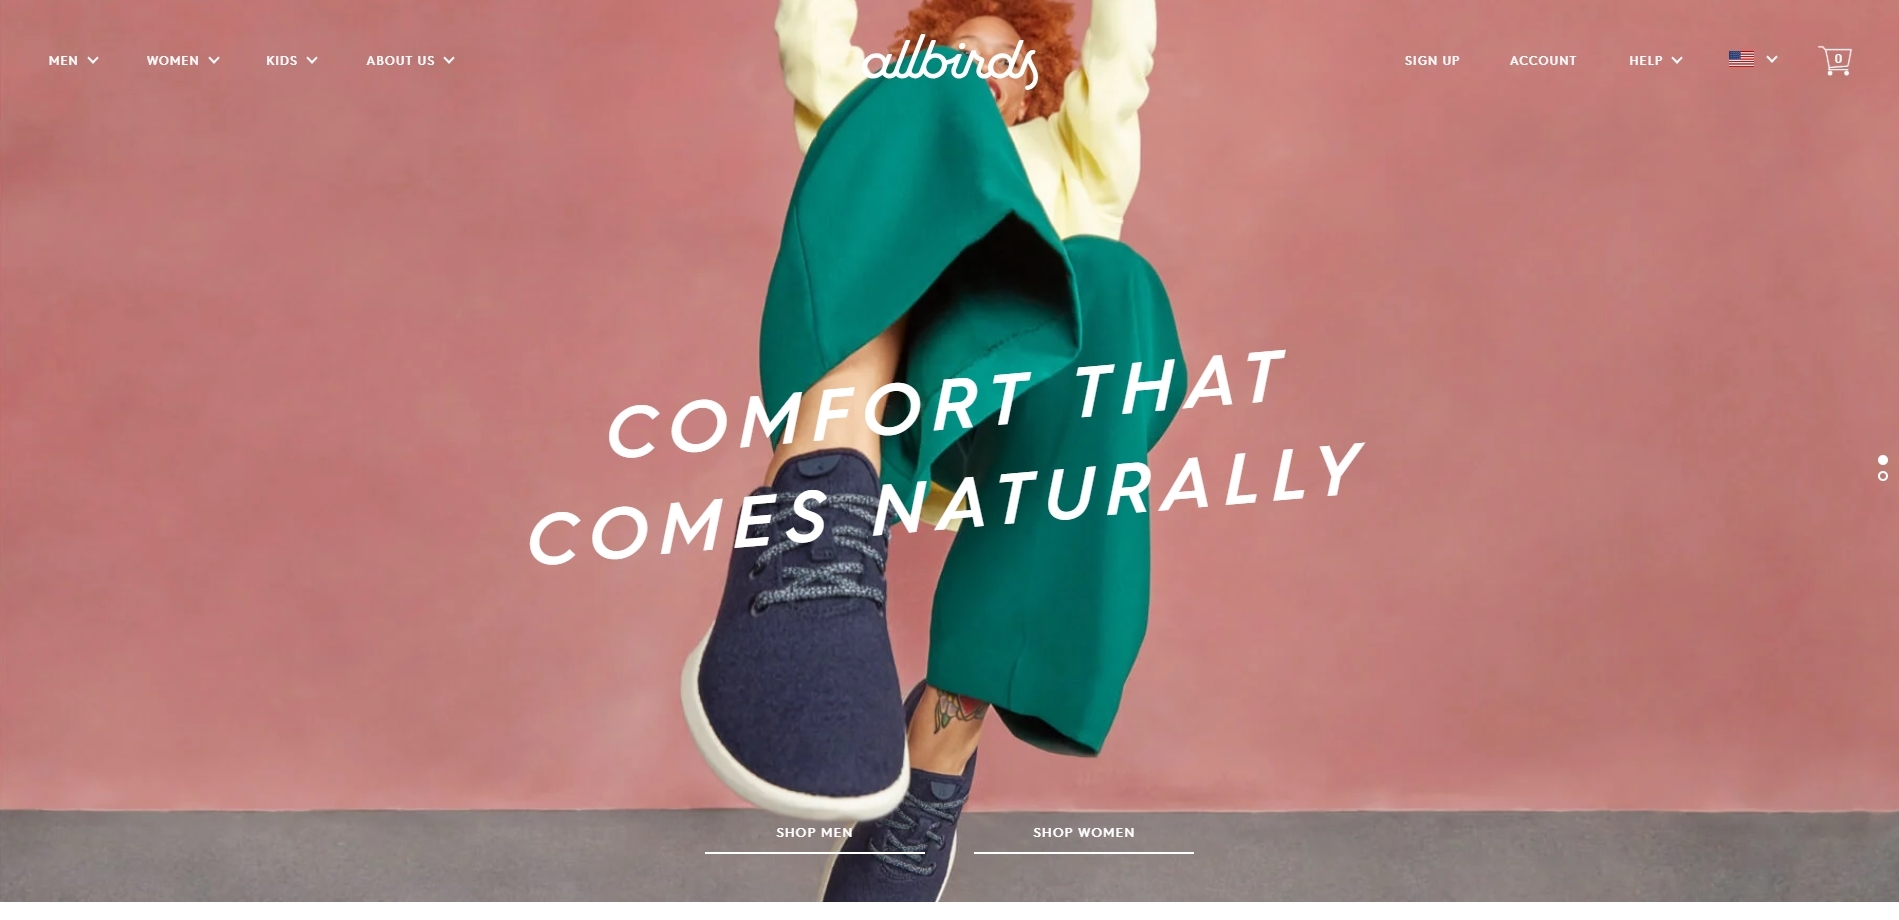 MEN
WOMEN
KIDS
ABOUT US
allbirds
SIGN UP
ACCOUNT
HELP
0
COMFORT THAT
COMES NATURALLY
SHOP MEN
SHOP WOMEN